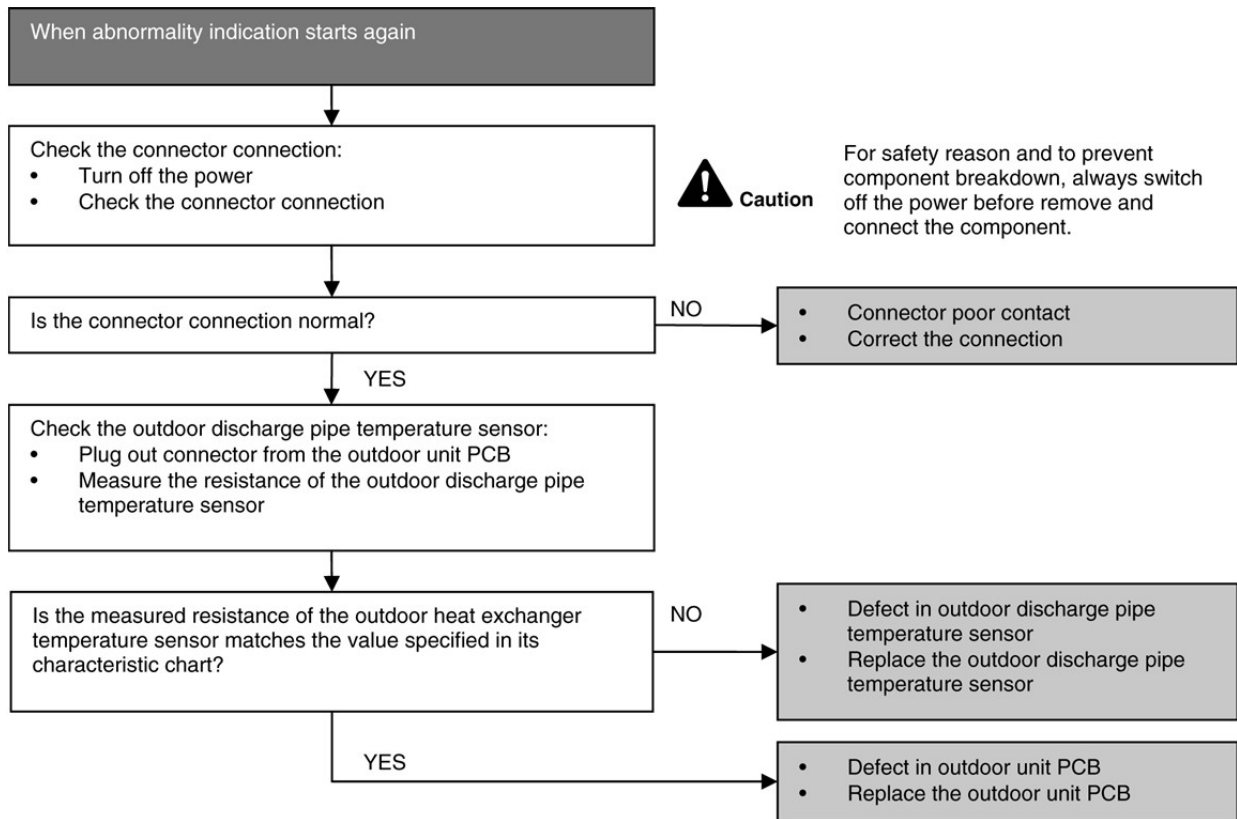 When abnormality indication starts again
Check the connector connection:
• Turn off the power
• Check the connector connection
Caution
For safety reason and to prevent
component breakdown, always switch
off the power before remove and
connect the component.
Is the connector connection normal?
NO
• Connector poor contact
• Correct the connection
YES
Check the outdoor discharge pipe temperature sensor:
• Plug out connector from the outdoor unit PCB
• Measure the resistance of the outdoor discharge pipe
temperature sensor
Is the measured resistance of the outdoor heat exchanger
temperature sensor matches the value specified in its
characteristic chart?
NO
• Defect in outdoor discharge pipe
temperature sensor
• Replace the outdoor discharge pipe
temperature sensor
YES
• Defect in outdoor unit PCB
• Replace the outdoor unit PCB